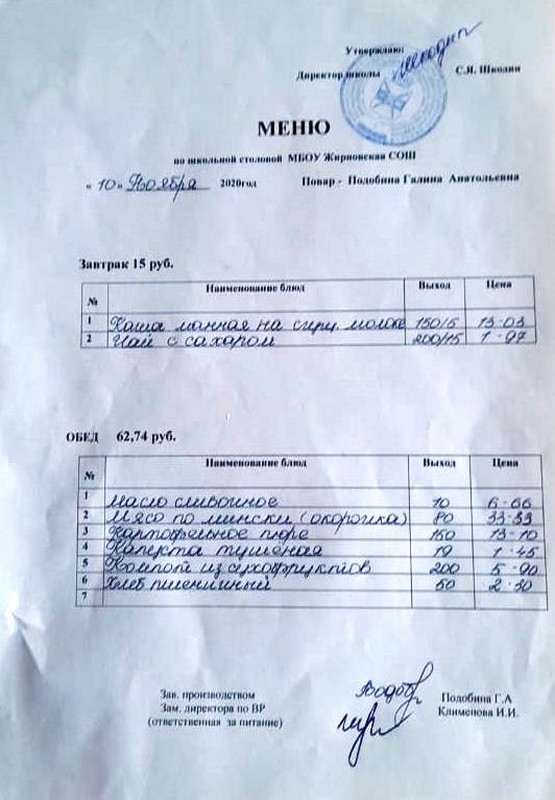 Утверждаю:
Директор школы С.Я. Школин
МЕНЮ
по школьной столовой МБОУ Жирновская СОШ
« 10» Ноября 2020год Повар - Подобина Галина Анатольевна
Завтрак 15 руб.
№ Наименование блюд Выход Цена
1 Каша манная на сгущ. молоке 150/5 13-03
2 Чай с сахаром 200/15 1-97
ОБЕД 62,74 руб.
№ Наименование блюд Выход Цена
1 Масло сливочное 10 6-66
2 Мясо по мински (окорочка) 80 33-33
3 Картофельное пюре 150 13-10
4 Капуста тушёная 19 1-45
5 Компот из сухофруктов 200 5-90
6 Хлеб пшеничный 50 2-30
7
Зав. производством Подобина Г.А
Зам. директора по ВР Клименова И.И.
(ответственная за питание)